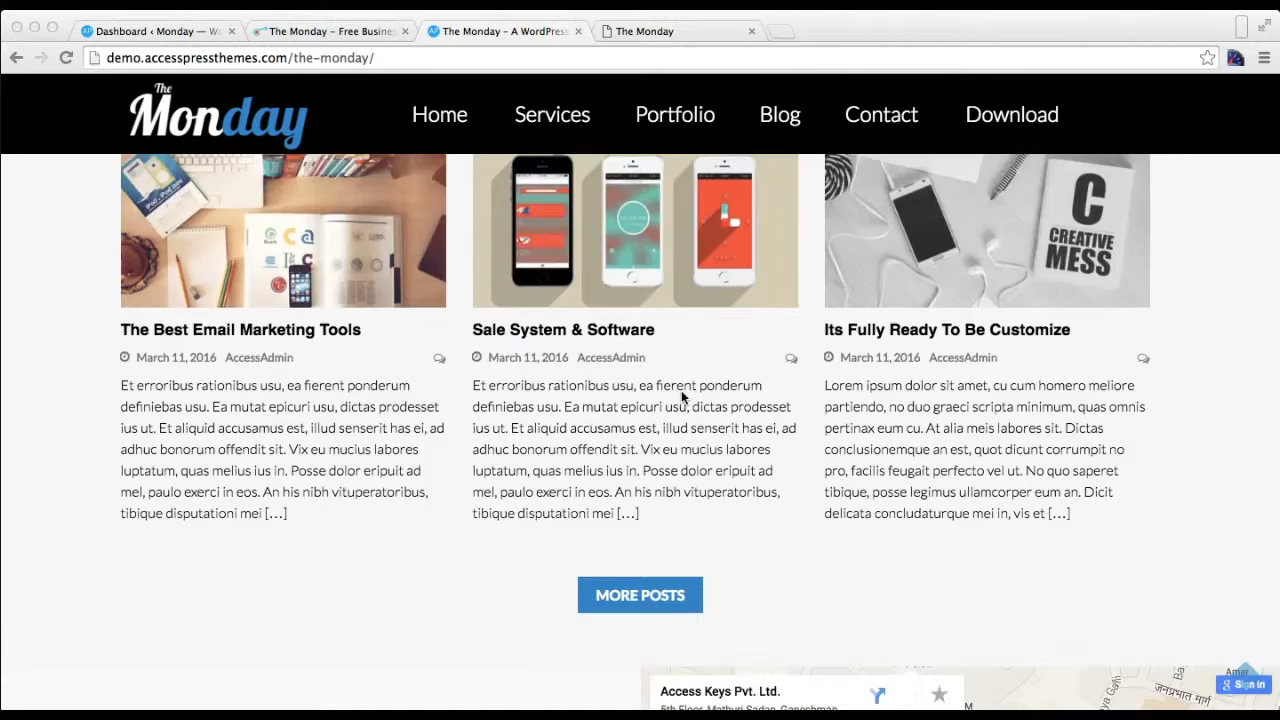 Dashboard ‹ Monday —
The Monday – Free Busine
The Monday – A WordPres
The Monday
demo.accesspressthemes.com/the-monday/
The
Monday
Home
Services
Portfolio
Blog
Contact
Download
C
CREATIVE
MESS
The Best Email Marketing Tools
March 11, 2016 AccessAdmin
Et erroribus rationibus usu, ea fierent ponderum
definiebas usu. Ea mutat epicuri usu, dictas prodesset
ius ut. Et aliquid accusamus est, illud senserit has ei, ad
adhuc bonorum offendit sit. Vix eu mucius labores
luptatum, quas melius ius in. Posse dolor eripuit ad
mel, paulo exerci in eos. An his nibh vituperatoribus,
tibique disputationi mei […]
Sale System & Software
March 11, 2016 AccessAdmin
Et erroribus rationibus usu, ea fierent ponderum
definiebas usu. Ea mutat epicuri usu, dictas prodesset
ius ut. Et aliquid accusamus est, illud senserit has ei, ad
adhuc bonorum offendit sit. Vix eu mucius labores
luptatum, quas melius ius in. Posse dolor eripuit ad
mel, paulo exerci in eos. An his nibh vituperatoribus,
tibique disputationi mei […]
Its Fully Ready To Be Customize
March 11, 2016 AccessAdmin
Lorem ipsum dolor sit amet, cu cum homero meliore
partiendo, no duo graeci scripta minimum, quas omnis
pertinax eum cu. At alia meis labores sit. Dictas
conclusionemque an est, quot dicunt corrumpit no
pro, facilis feugait perfecto vel ut. No quo saperet
tibique, posse legimus ullamcorper eum an. Dicit
delicata concludaturque mei in, vis et […]
MORE POSTS
Access Keys Pvt. Ltd.
5th Floor, Mathuri Sadan, Ganeshman
Amar
जनप्रभात मार्ग
Sign in